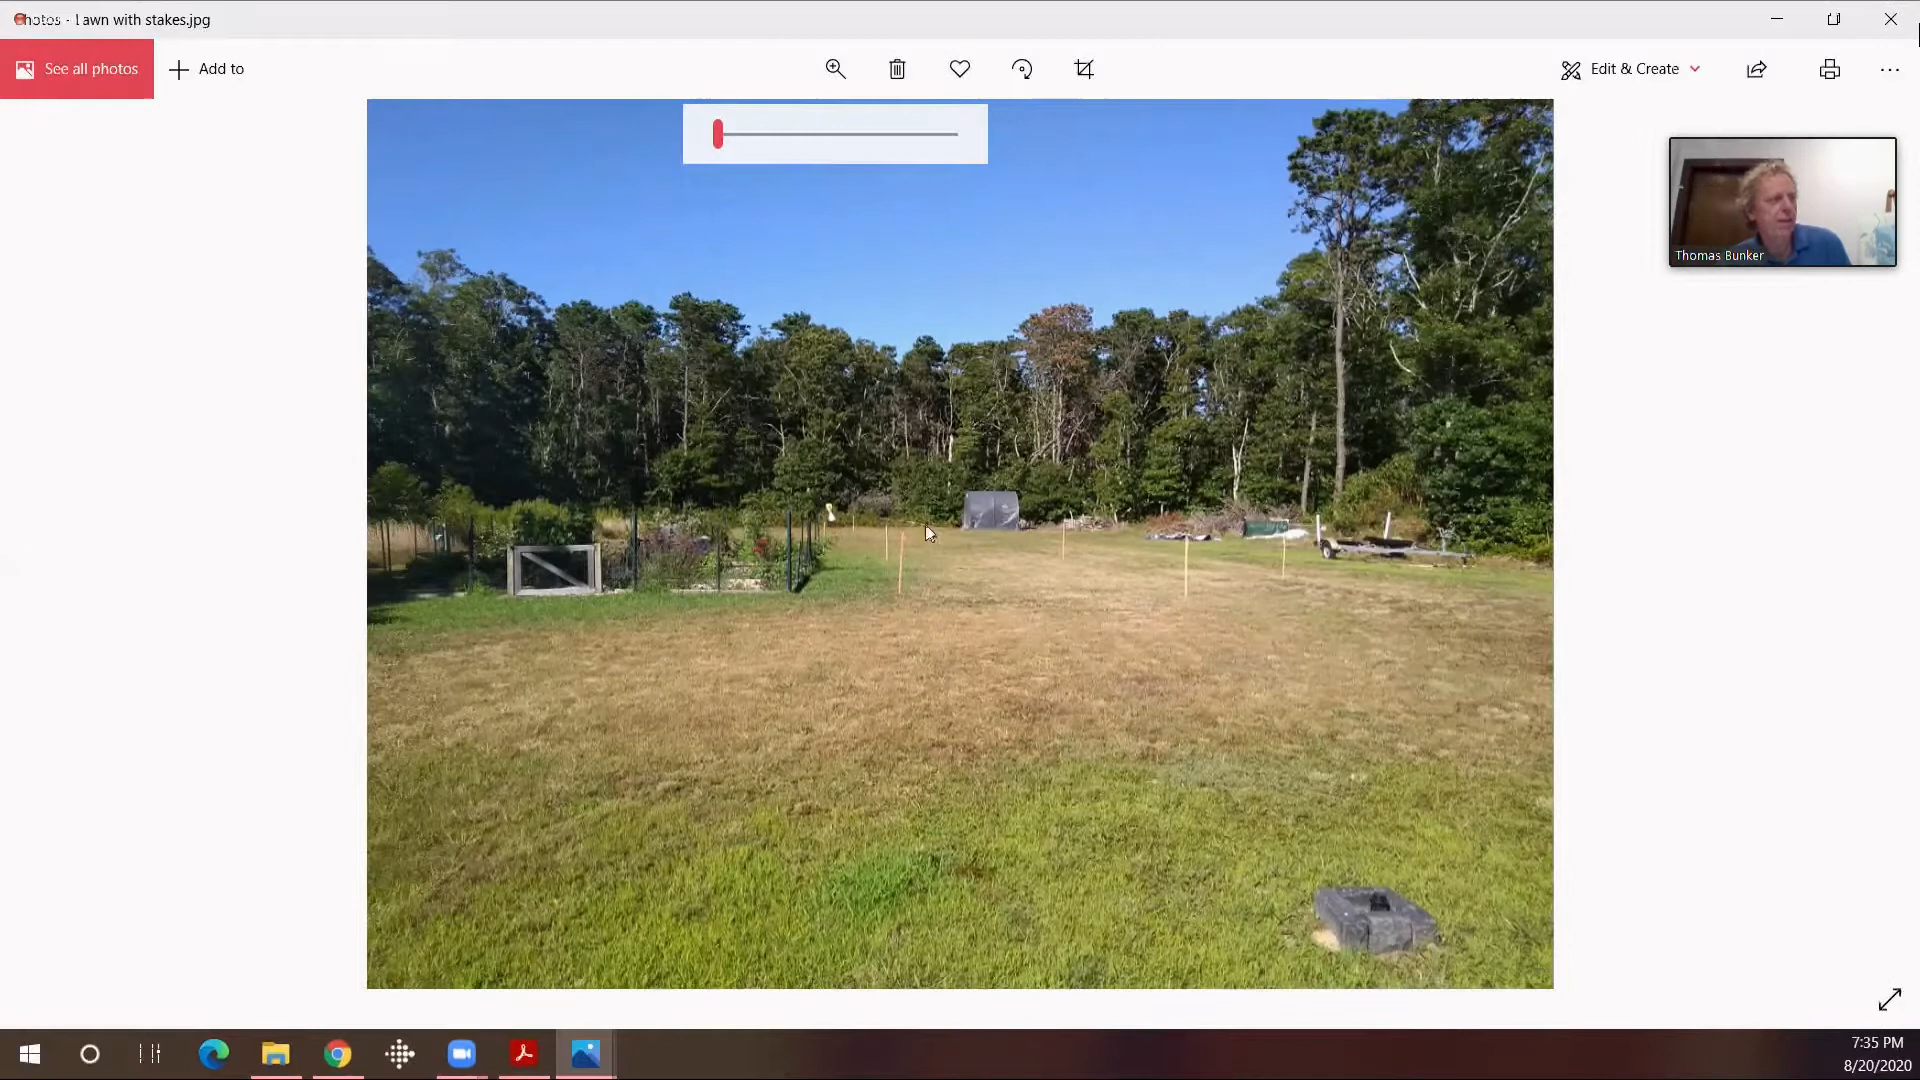 Photos - Lawn with stakes.jpg
See all photos
Add to
Edit & Create
Thomas Bunker
7:35 PM
8/20/2020